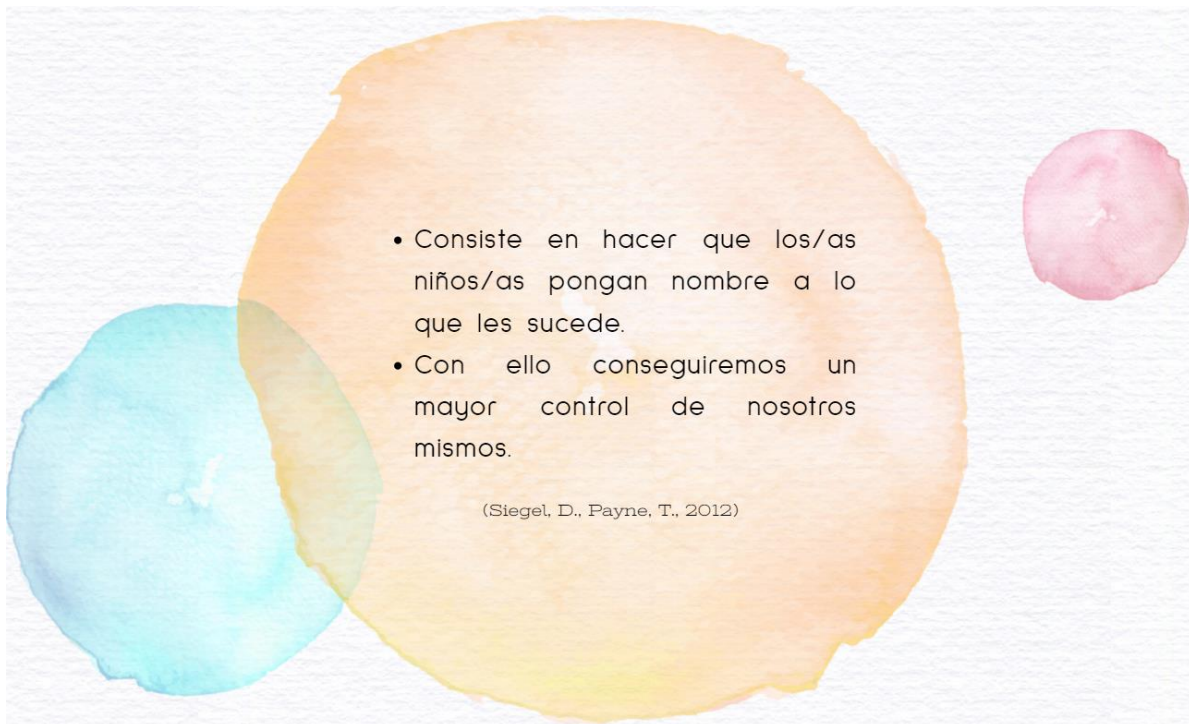 • Consiste en hacer que los/as
niños/as pongan nombre a lo
que les sucede.
• Con ello conseguiremos un
mayor control de nosotros
mismos.
(Siegel, D., Payne, T., 2012)